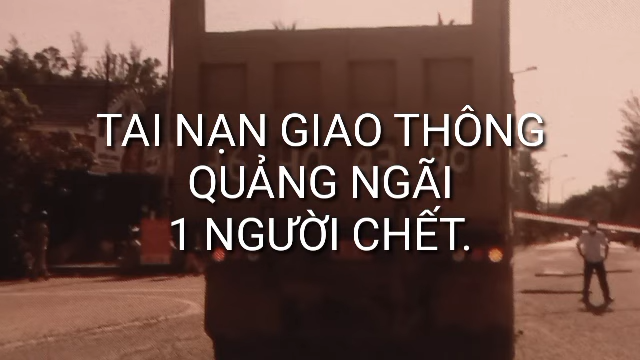 TAI NẠN GIAO THÔNG
QUẢNG NGÃI
1 NGƯỜI CHẾT.